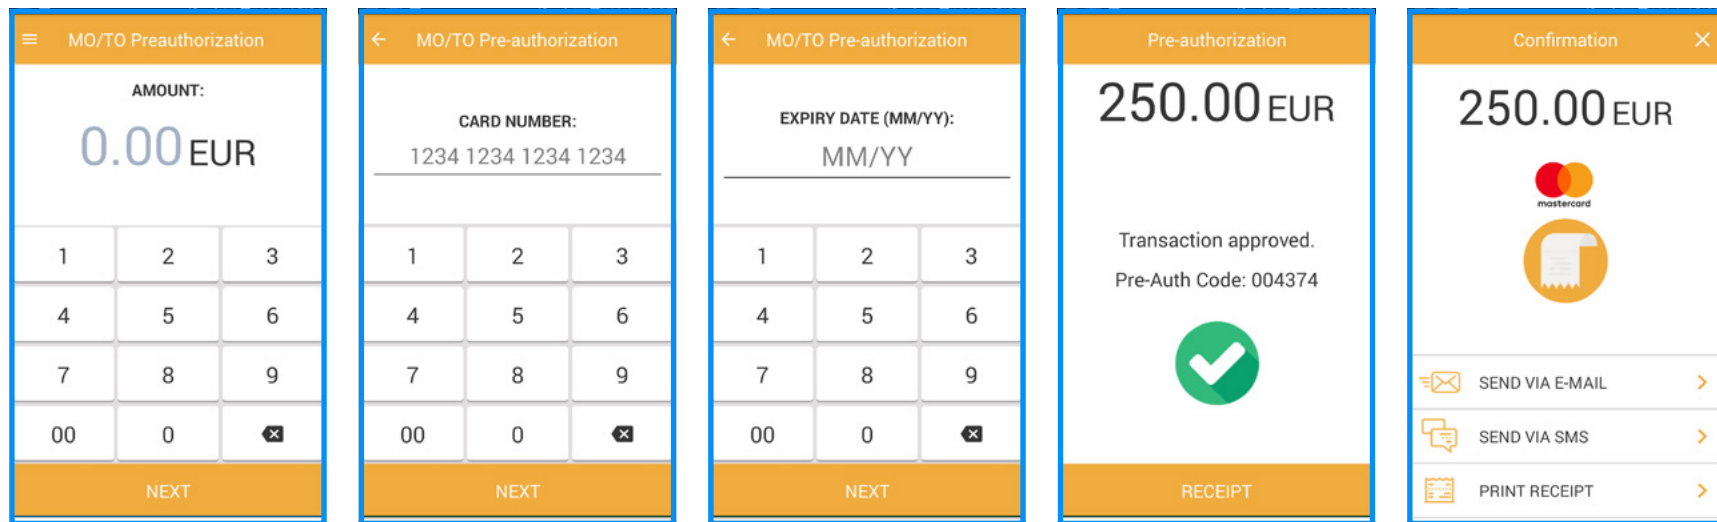 MO/TO Preauthorization
AMOUNT:
0.00 EUR
1 2 3
4 5 6
7 8 9
00 0
NEXT
MO/TO Pre-authorization
CARD NUMBER:
1234 1234 1234 1234
1 2 3
4 5 6
7 8 9
00 0
NEXT
MO/TO Pre-authorization
EXPIRY DATE (MM/YY):
MM/YY
1 2 3
4 5 6
7 8 9
00 0
NEXT
Pre-authorization
250.00 EUR
Transaction approved.
Pre-Auth Code: 004374
RECEIPT
Confirmation
250.00 EUR
mastercard
SEND VIA E-MAIL
SEND VIA SMS
PRINT RECEIPT